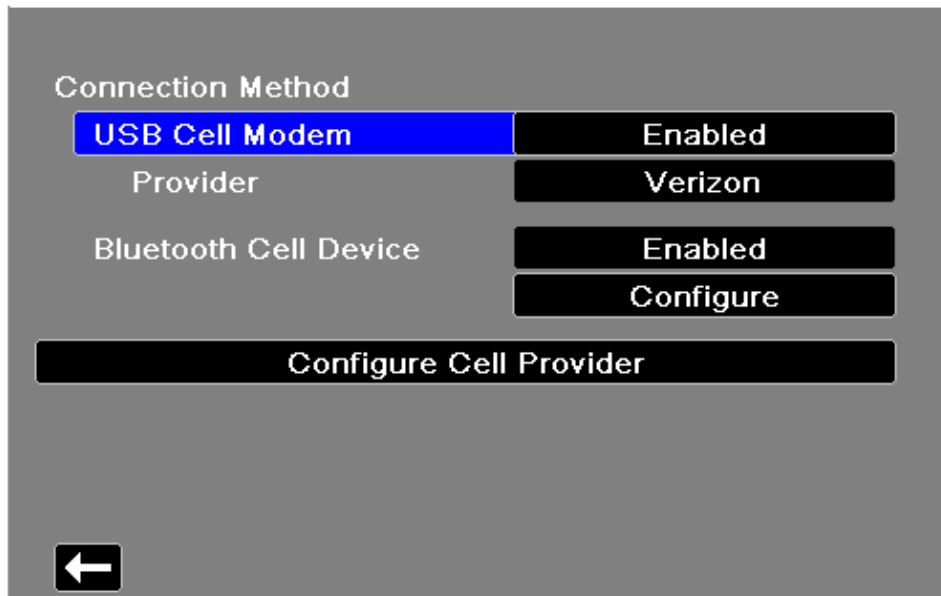 Connection Method
USB Cell Modem Enabled
Provider Verizon
Bluetooth Cell Device Enabled
Configure
Configure Cell Provider